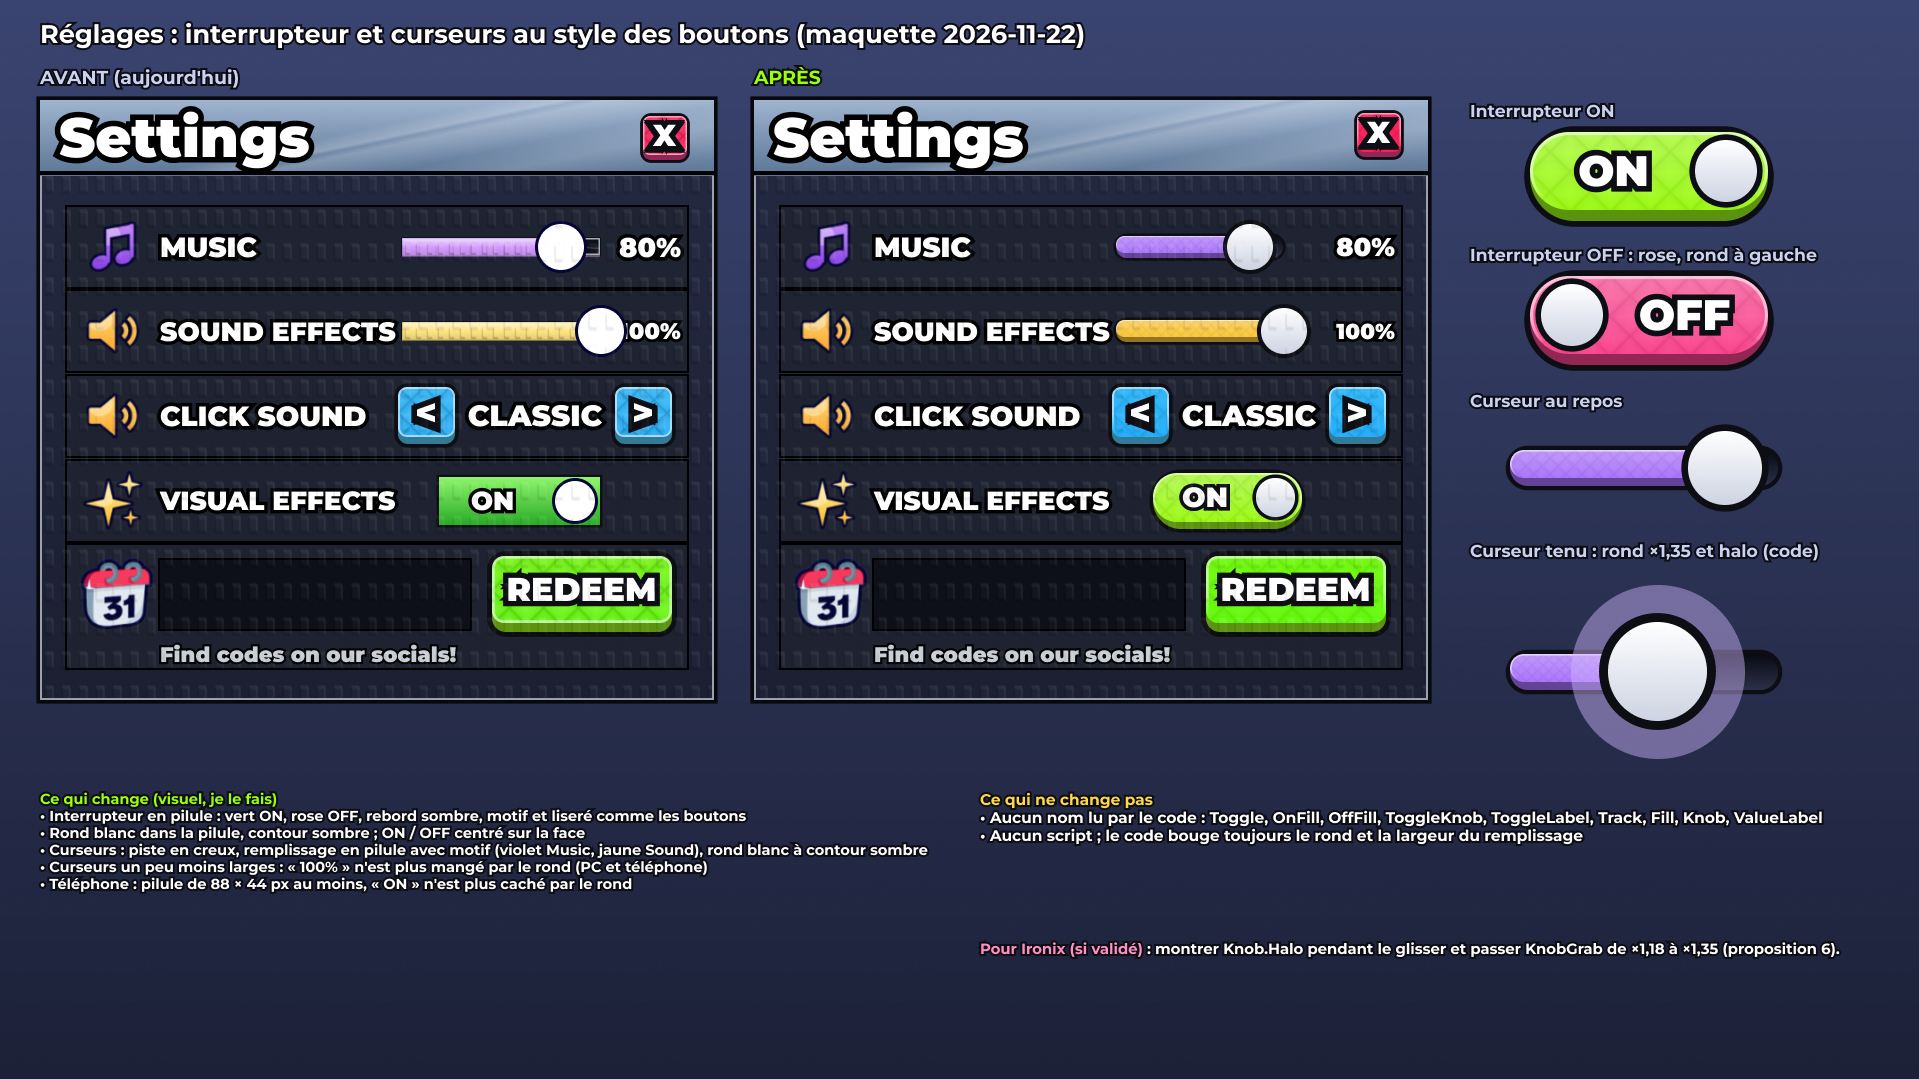 Réglages : interrupteur et curseurs au style des boutons (maquette 2026-11-22)
AVANT (aujourd'hui)
Settings
X
MUSIC
80%
SOUND EFFECTS
100%
CLICK SOUND
<
CLASSIC
>
VISUAL EFFECTS
ON
31
REDEEM
Find codes on our socials!
APRÈS
Settings
X
MUSIC
80%
SOUND EFFECTS
100%
CLICK SOUND
<
CLASSIC
>
VISUAL EFFECTS
ON
31
REDEEM
Find codes on our socials!
Interrupteur ON
ON
Interrupteur OFF : rose, rond à gauche
OFF
Curseur au repos
Curseur tenu : rond ×1,35 et halo (code)
Ce qui change (visuel, je le fais)
• Interrupteur en pilule : vert ON, rose OFF, rebord sombre, motif et liseré comme les boutons
• Rond blanc dans la pilule, contour sombre ; ON / OFF centré sur la face
• Curseurs : piste en creux, remplissage en pilule avec motif (violet Music, jaune Sound), rond blanc à contour sombre
• Curseurs un peu moins larges : « 100% » n'est plus mangé par le rond (PC et téléphone)
• Téléphone : pilule de 88 × 44 px au moins, « ON » n'est plus caché par le rond
Ce qui ne change pas
• Aucun nom lu par le code : Toggle, OnFill, OffFill, ToggleKnob, ToggleLabel, Track, Fill, Knob, ValueLabel
• Aucun script ; le code bouge toujours le rond et la largeur du remplissage
Pour Ironix (si validé) : montrer Knob.Halo pendant le glisser et passer KnobGrab de ×1,18 à ×1,35 (proposition 6).